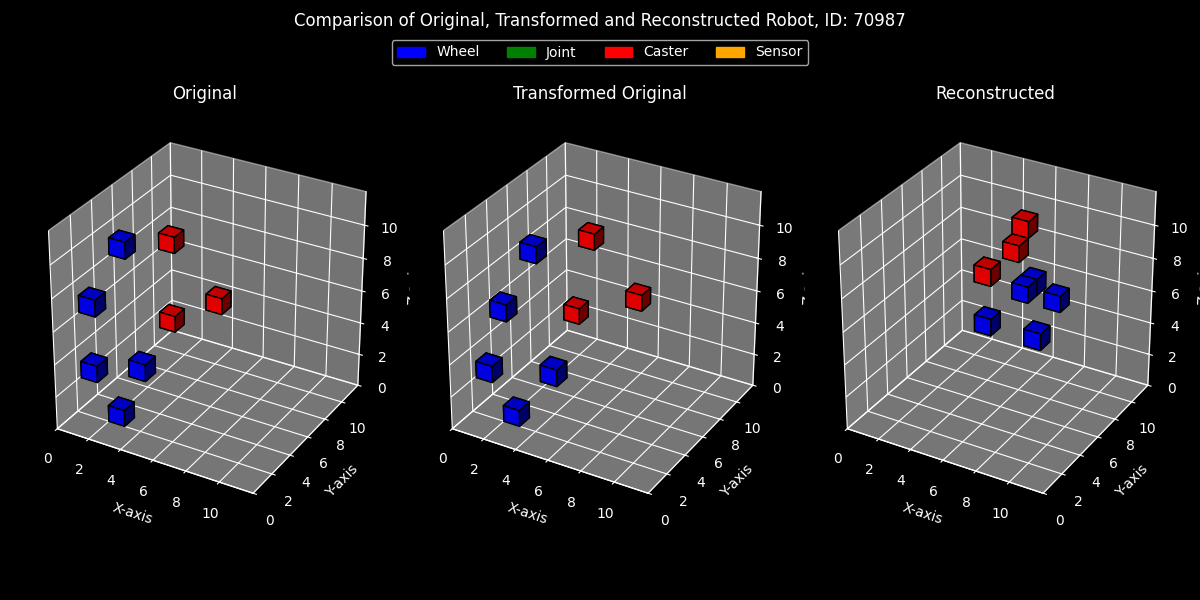 Comparison of Original, Transformed and Reconstructed Robot, ID: 70987
Wheel Joint Caster Sensor
Original Transformed Original Reconstructed
10
8
6
4
2
0
0 2 4 6 8 10
X-axis
0 2 4 6 8 10
Y-axis
10
8
6
4
2
0
0 2 4 6 8 10
X-axis
0 2 4 6 8 10
Y-axis
10
8
6
4
2
0
0 2 4 6 8 10
X-axis
0 2 4 6 8 10
Y-axis